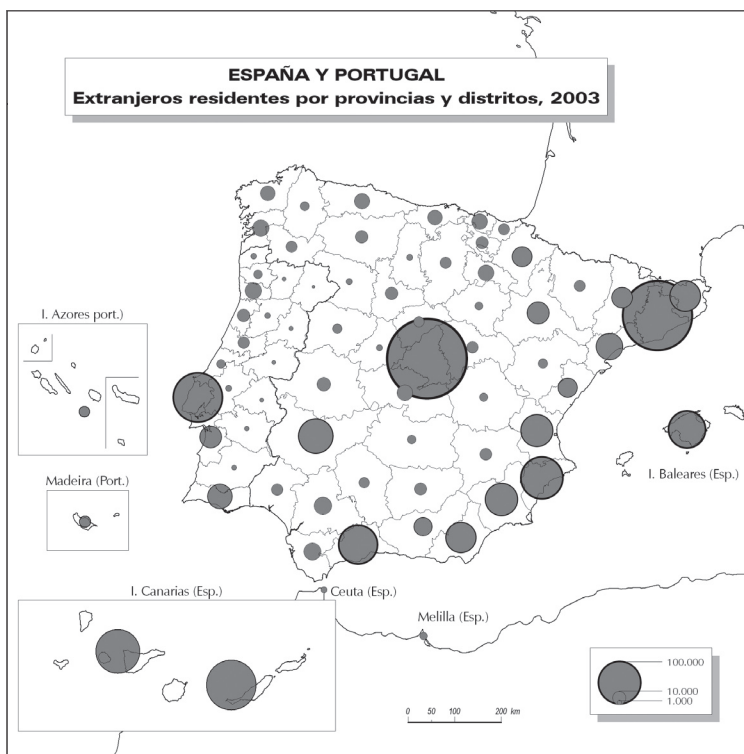 ESPAÑA Y PORTUGAL
Extranjeros residentes por provincias y distritos, 2003
I. Azores port.)
Madeira (Port.)
I. Baleares (Esp.)
I. Canarias (Esp.)
Ceuta (Esp.)
Melilla (Esp.)
100.000
10.000
1.000
0 50 100 200 km